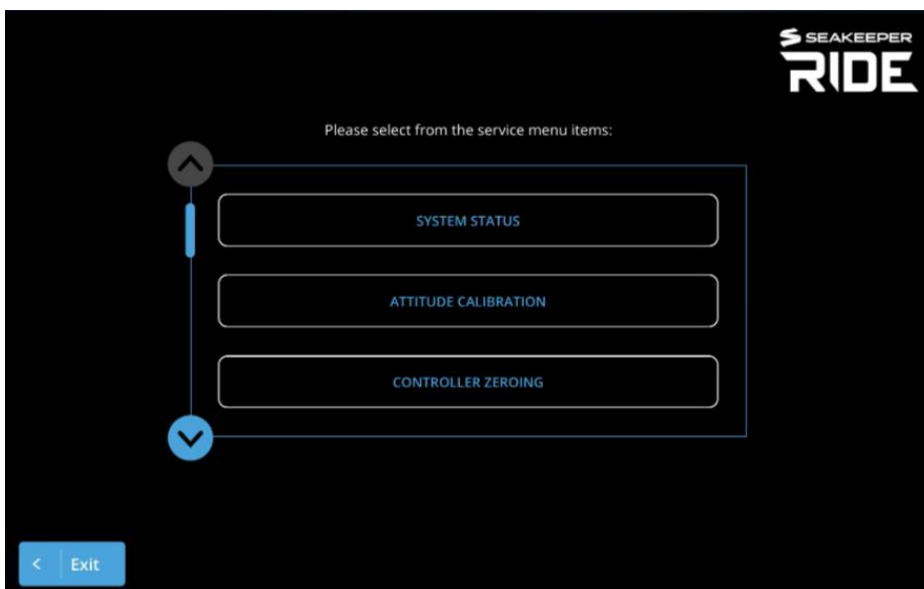 SEAKEEPER
RIDE
Please select from the service menu items:
SYSTEM STATUS
ATTITUDE CALIBRATION
CONTROLLER ZEROING
< Exit